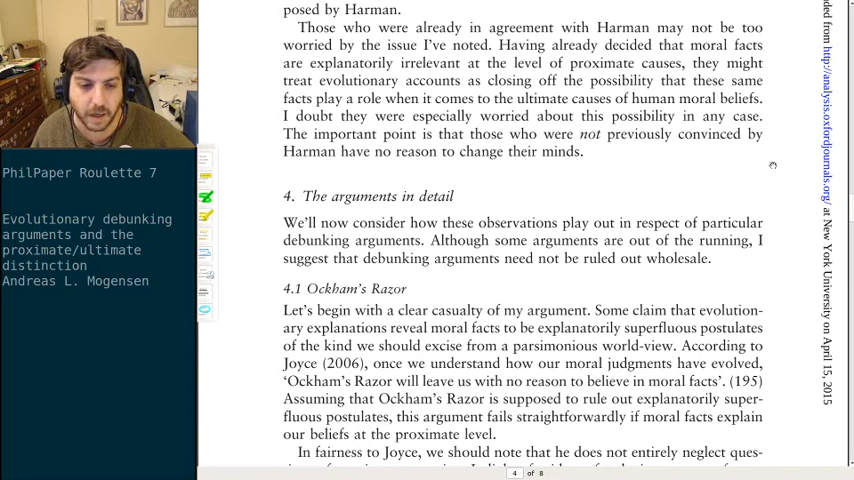 PhilPaper Roulette 7
Evolutionary debunking
arguments and the
proximate/ultimate
distinction
Andreas L. Mogensen
posed by Harman.
Those who were already in agreement with Harman may not be too
worried by the issue I've noted. Having already decided that moral facts
are explanatorily irrelevant at the level of proximate causes, they might
treat evolutionary accounts as closing off the possibility that these same
facts play a role when it comes to the ultimate causes of human moral beliefs.
I doubt they were especially worried about this possibility in any case.
The important point is that those who were not previously convinced by
Harman have no reason to change their minds.
4. The arguments in detail
We'll now consider how these observations play out in respect of particular
debunking arguments. Although some arguments are out of the running, I
suggest that debunking arguments need not be ruled out wholesale.
4.1 Ockham's Razor
Let's begin with a clear casualty of my argument. Some claim that evolution-
ary explanations reveal moral facts to be explanatorily superfluous postulates
of the kind we should excise from a parsimonious world-view. According to
Joyce (2006), once we understand how our moral judgments have evolved,
'Ockham's Razor will leave us with no reason to believe in moral facts'. (195)
Assuming that Ockham's Razor is supposed to rule out explanatorily super-
fluous postulates, this argument fails straightforwardly if moral facts explain
our beliefs at the proximate level.
In fairness to Joyce, we should note that he does not entirely neglect ques-
4 of 8
ded from http://analysis.oxfordjournals.org/ at New York University on April 15, 2015